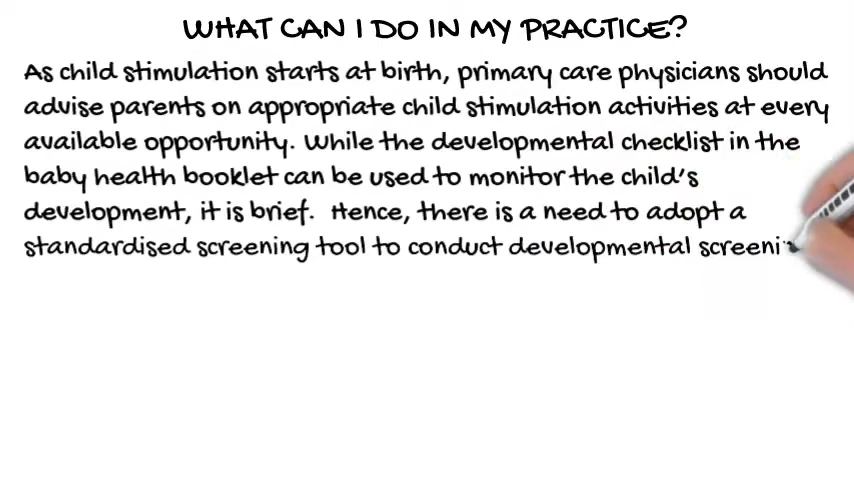 WHAT CAN I DO IN MY PRACTICE?
As child stimulation starts at birth, primary care physicians should
advise parents on appropriate child stimulation activities at every
available opportunity. While the developmental checklist in the
baby health booklet can be used to monitor the child's
development, it is brief. Hence, there is a need to adopt a
standardised screening tool to conduct developmental screeni